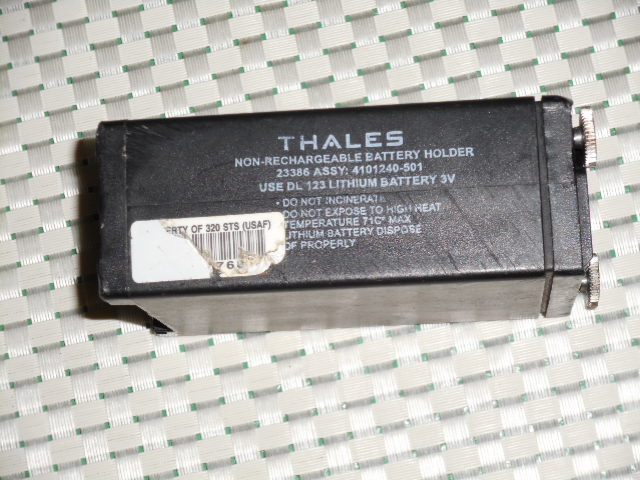 THALES
NON-RECHARGEABLE BATTERY HOLDER
23386 ASSY: 4101240-501
USE DL 123 LITHIUM BATTERY 3V
• DO NOT INCINERATE
DO NOT EXPOSE TO HIGH HEAT
TEMPERATURE 71C° MAX
LITHIUM BATTERY DISPOSE
OF PROPERLY
ERTY OF 320 STS (USAF)
76